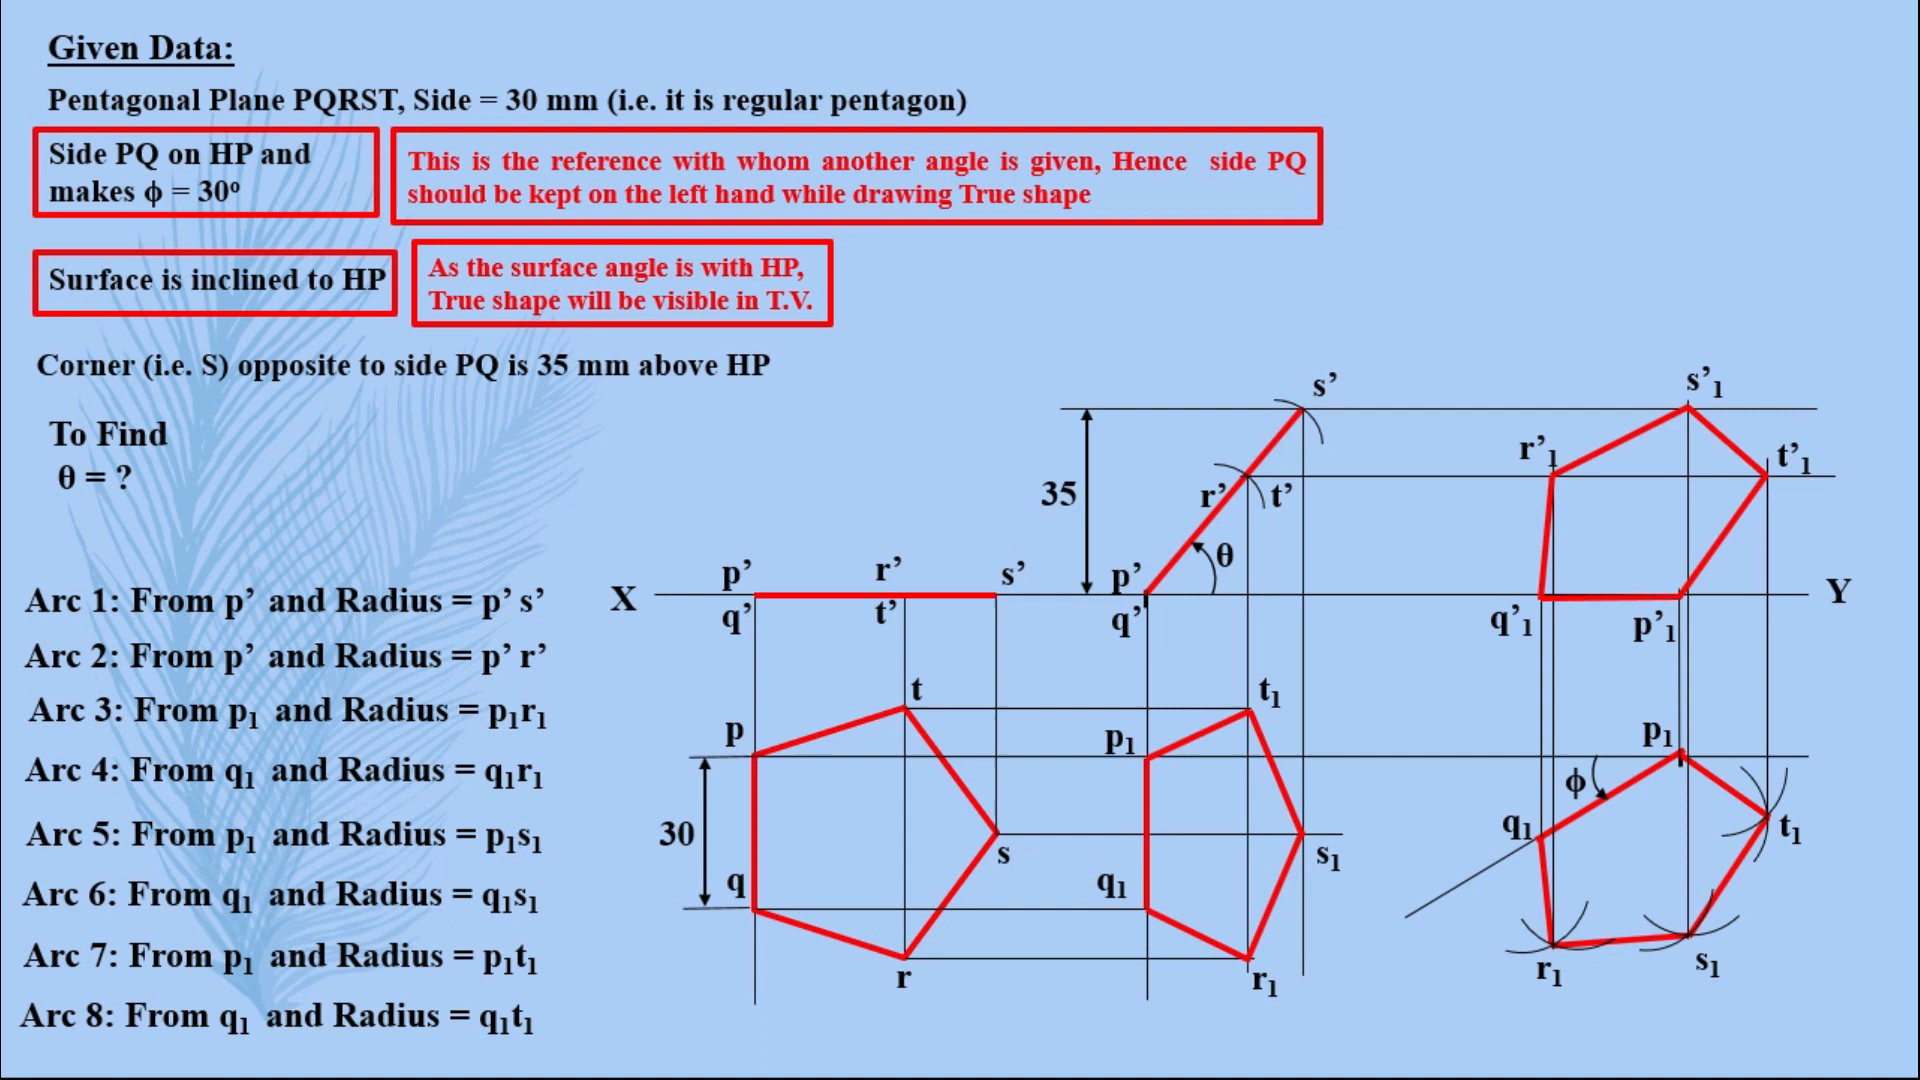 Given Data:
Pentagonal Plane PQRST, Side = 30 mm (i.e. it is regular pentagon)
Side PQ on HP and
makes ϕ = 30º
This is the reference with whom another angle is given, Hence side PQ
should be kept on the left hand while drawing True shape
Surface is inclined to HP
As the surface angle is with HP,
True shape will be visible in T.V.
Corner (i.e. S) opposite to side PQ is 35 mm above HP
To Find
θ = ?
Arc 1: From p’ and Radius = p’ s’
Arc 2: From p’ and Radius = p’ r’
Arc 3: From p₁ and Radius = p₁r₁
Arc 4: From q₁ and Radius = q₁r₁
Arc 5: From p₁ and Radius = p₁s₁
Arc 6: From q₁ and Radius = q₁s₁
Arc 7: From p₁ and Radius = p₁t₁
Arc 8: From q₁ and Radius = q₁t₁
s’
s’₁
r’₁
t’₁
35
r’
t’
θ
p’
r’
s’
p’
X
Y
q’
t’
q’
q’₁
p’₁
t
t₁
p
p₁
p₁
ϕ
30
s
s₁
q₁
t₁
q
q₁
r
r₁
r₁
s₁